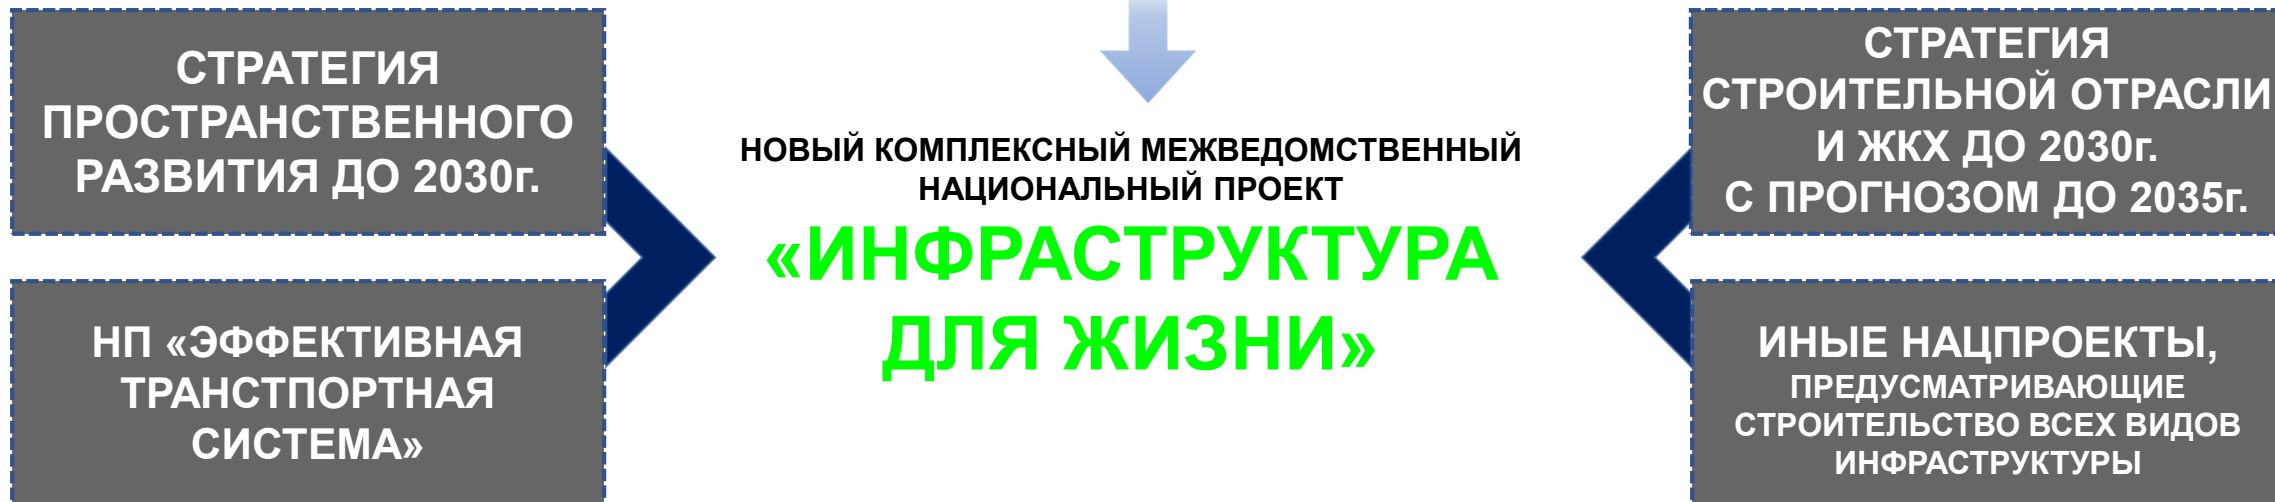 СТРАТЕГИЯ
ПРОСТРАНСТВЕННОГО
РАЗВИТИЯ ДО 2030г.
НП «ЭФФЕКТИВНАЯ
ТРАНСТПОРТНАЯ
СИСТЕМА»
НОВЫЙ КОМПЛЕКСНЫЙ МЕЖВЕДОМСТВЕННЫЙ
НАЦИОНАЛЬНЫЙ ПРОЕКТ
«ИНФРАСТРУКТУРА
ДЛЯ ЖИЗНИ»
СТРАТЕГИЯ
СТРОИТЕЛЬНОЙ ОТРАСЛИ
И ЖКХ ДО 2030г.
С ПРОГНОЗОМ ДО 2035г.
ИНЫЕ НАЦПРОЕКТЫ,
ПРЕДУСМАТРИВАЮЩИЕ
СТРОИТЕЛЬСТВО ВСЕХ ВИДОВ
ИНФРАСТРУКТУРЫ